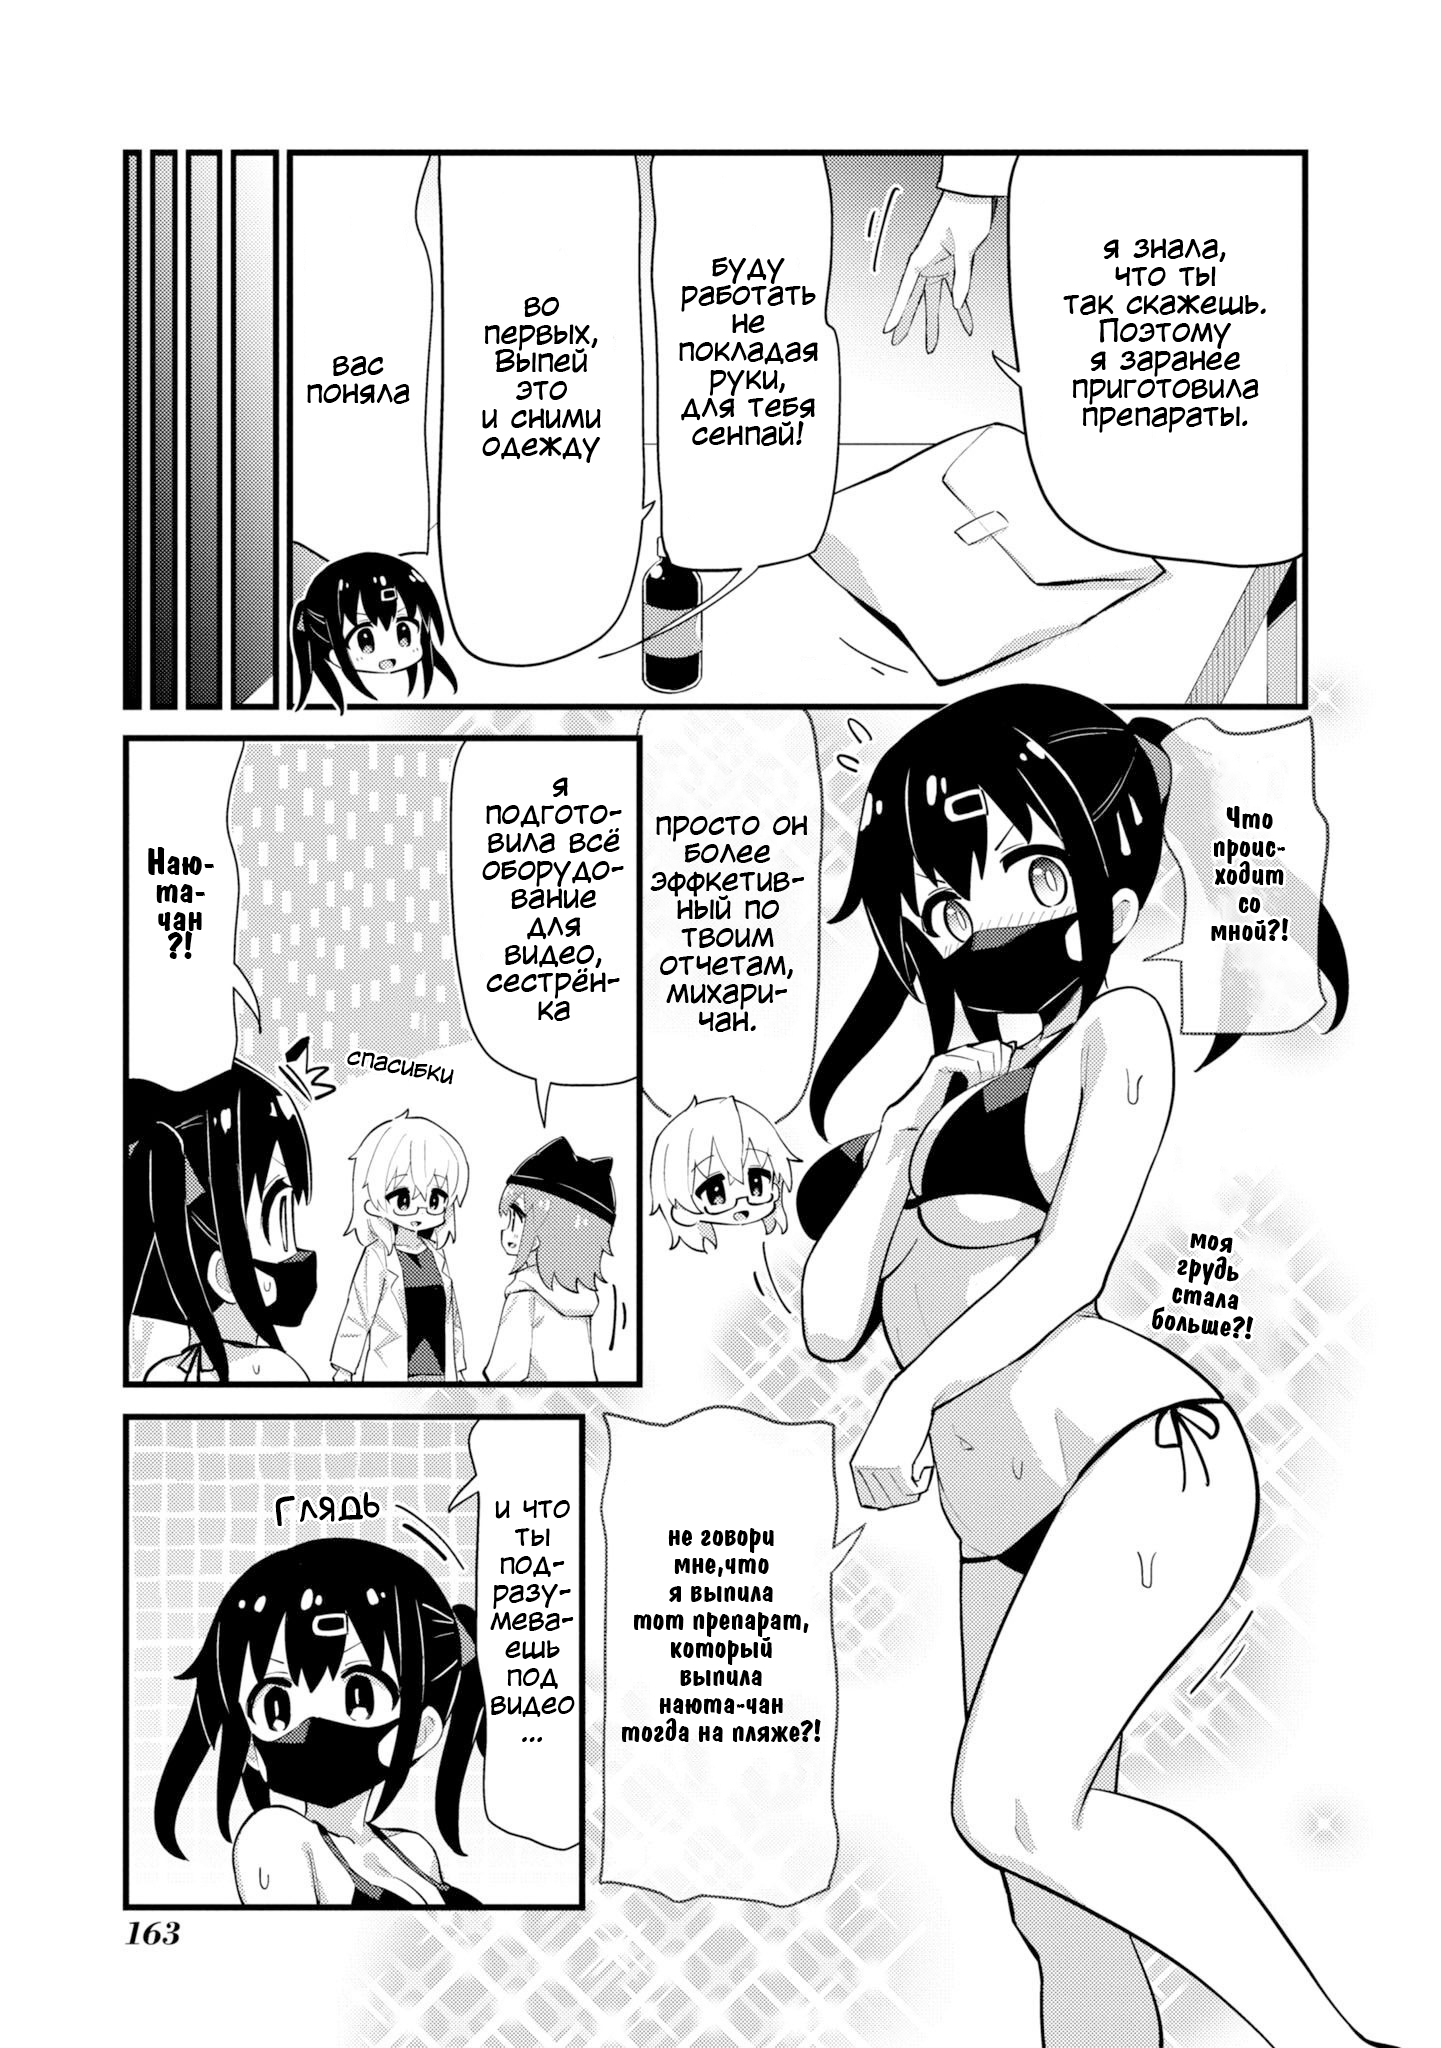 я знала,
что ты
так скажешь.
Поэтому
я заранее
приготовила
препараты.
буду
работать
не
покладая
руки,
для тебя
сенпай!
во
первых,
Выпей
это
и сними
одежду
вас
поняла
Что
проис-
ходит
со
мной?!
просто он
более
эффкетив-
ный по
твоим
отчетам,
михари-
чан.
моя
грудь
стала
больше?!
не говори
мне,что
я выпила
тот препарат,
который
выпила
наюта-чан
тогда на пляже?!
я
подгото-
вила всё
оборудо-
вание
для
видео,
сестрён-
ка
спасибки
Наю-
та-
чан
?!
и что
ты
под-
разу-
мева-
ешь
под
видео
...
глядь
163